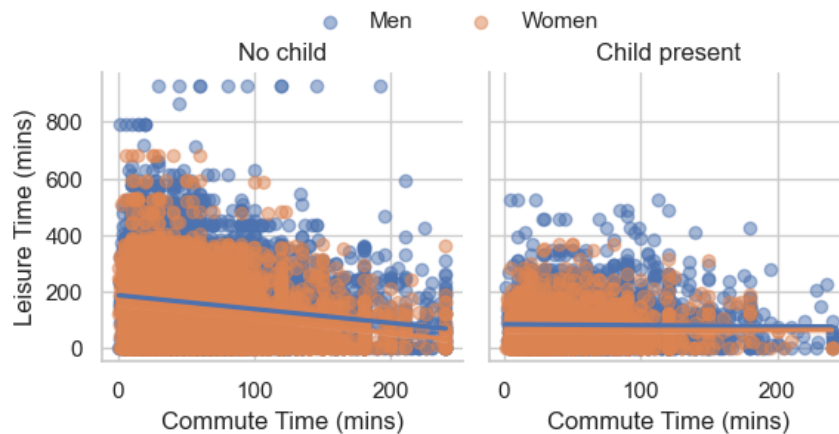 Men Women
No child Child present
Leisure Time (mins)
800
600
400
200
0
0 100 200 0 100 200
Commute Time (mins) Commute Time (mins)